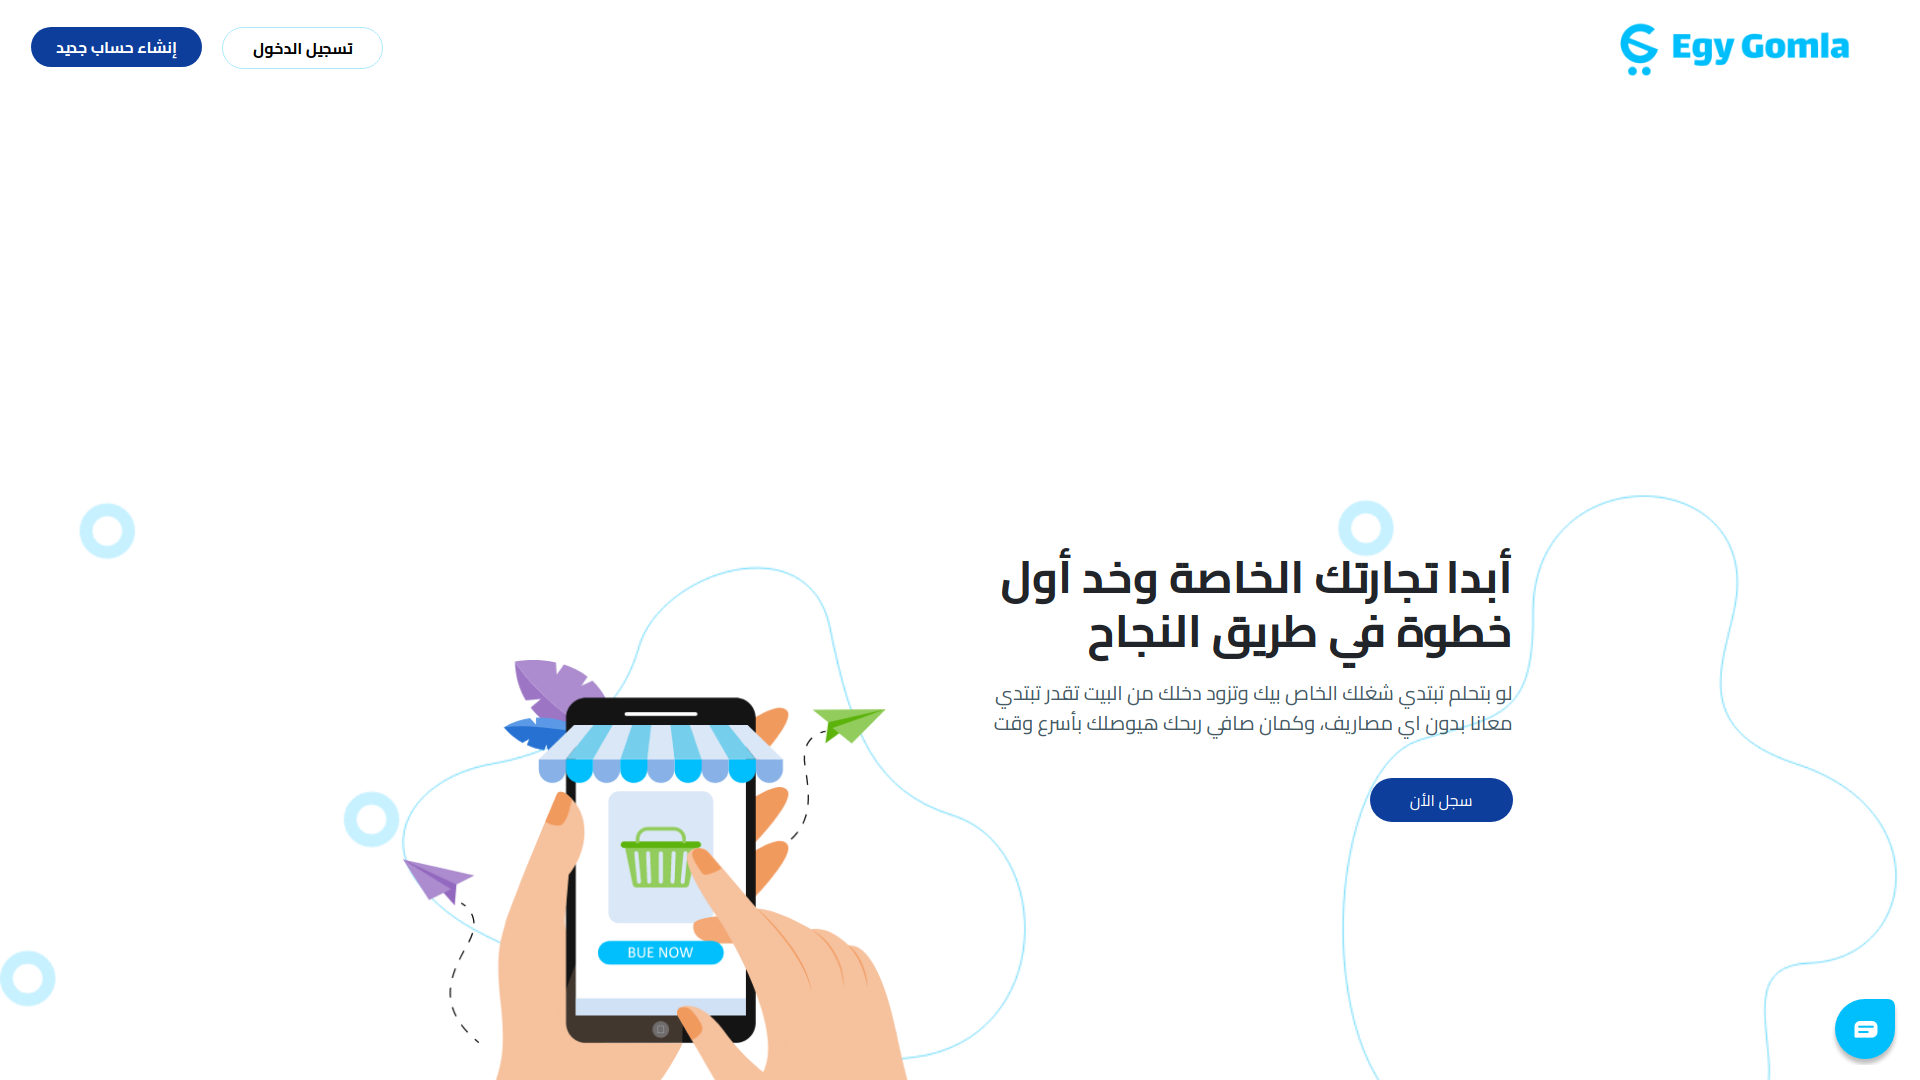 Egy Gomla
تسجيل الدخول
إنشاء حساب جديد
أبدا تجارتك الخاصة وخد أول
خطوة في طريق النجاح
لو بتحلم تبتدي شغلك الخاص بيك وتزود دخلك من البيت تقدر تبتدي
معانا بدون اي مصاريف، وكمان صافي ربحك هيوصلك بأسرع وقت
سجل الأن
BUE NOW